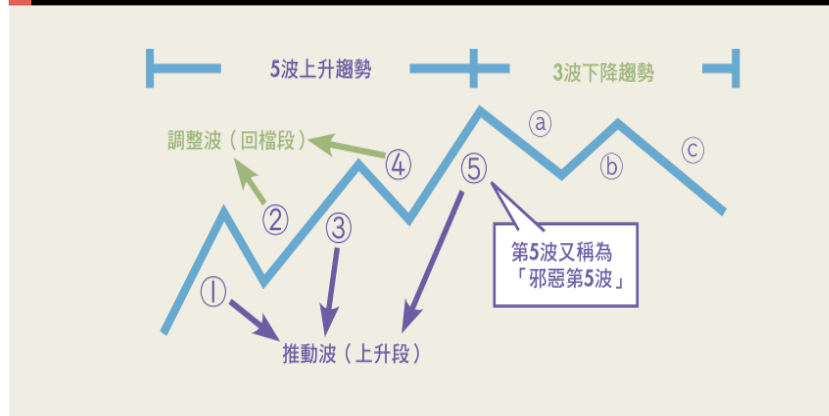 5波上升趨勢
3波下降趨勢
調整波（回檔段）
④
ⓐ
ⓑ
ⓒ
②
③
⑤
①
第5波又稱為
「邪惡第5波」
推動波（上升段）